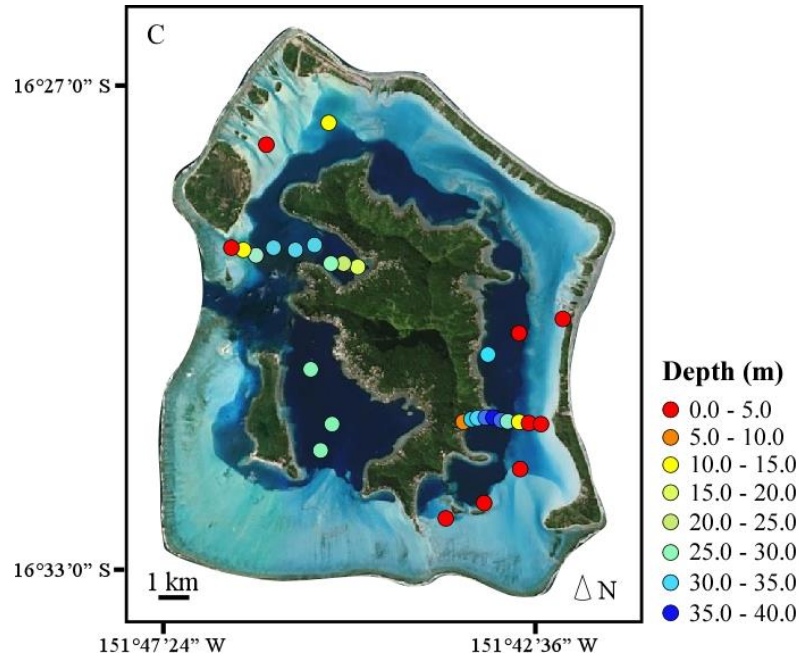 C
16°27'0" S
Depth (m)
0.0 - 5.0
5.0 - 10.0
10.0 - 15.0
15.0 - 20.0
20.0 - 25.0
25.0 - 30.0
30.0 - 35.0
35.0 - 40.0
16°33'0" S
1 km
N
151°47'24" W
151°42'36" W